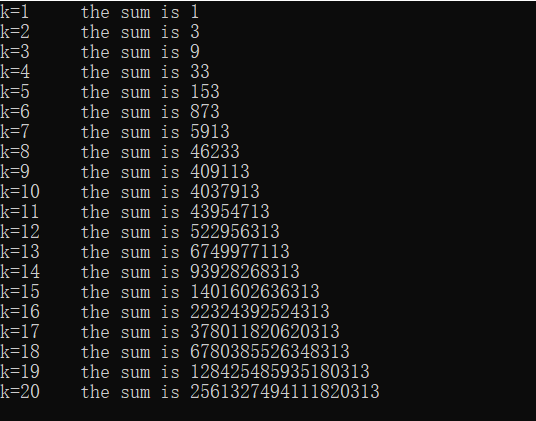 k=1 the sum is 1
k=2 the sum is 3
k=3 the sum is 9
k=4 the sum is 33
k=5 the sum is 153
k=6 the sum is 873
k=7 the sum is 5913
k=8 the sum is 46233
k=9 the sum is 409113
k=10 the sum is 4037913
k=11 the sum is 43954713
k=12 the sum is 522956313
k=13 the sum is 6749977113
k=14 the sum is 93928268313
k=15 the sum is 1401602636313
k=16 the sum is 22324392524313
k=17 the sum is 378011820620313
k=18 the sum is 6780385526348313
k=19 the sum is 128425485935180313
k=20 the sum is 2561327494111820313